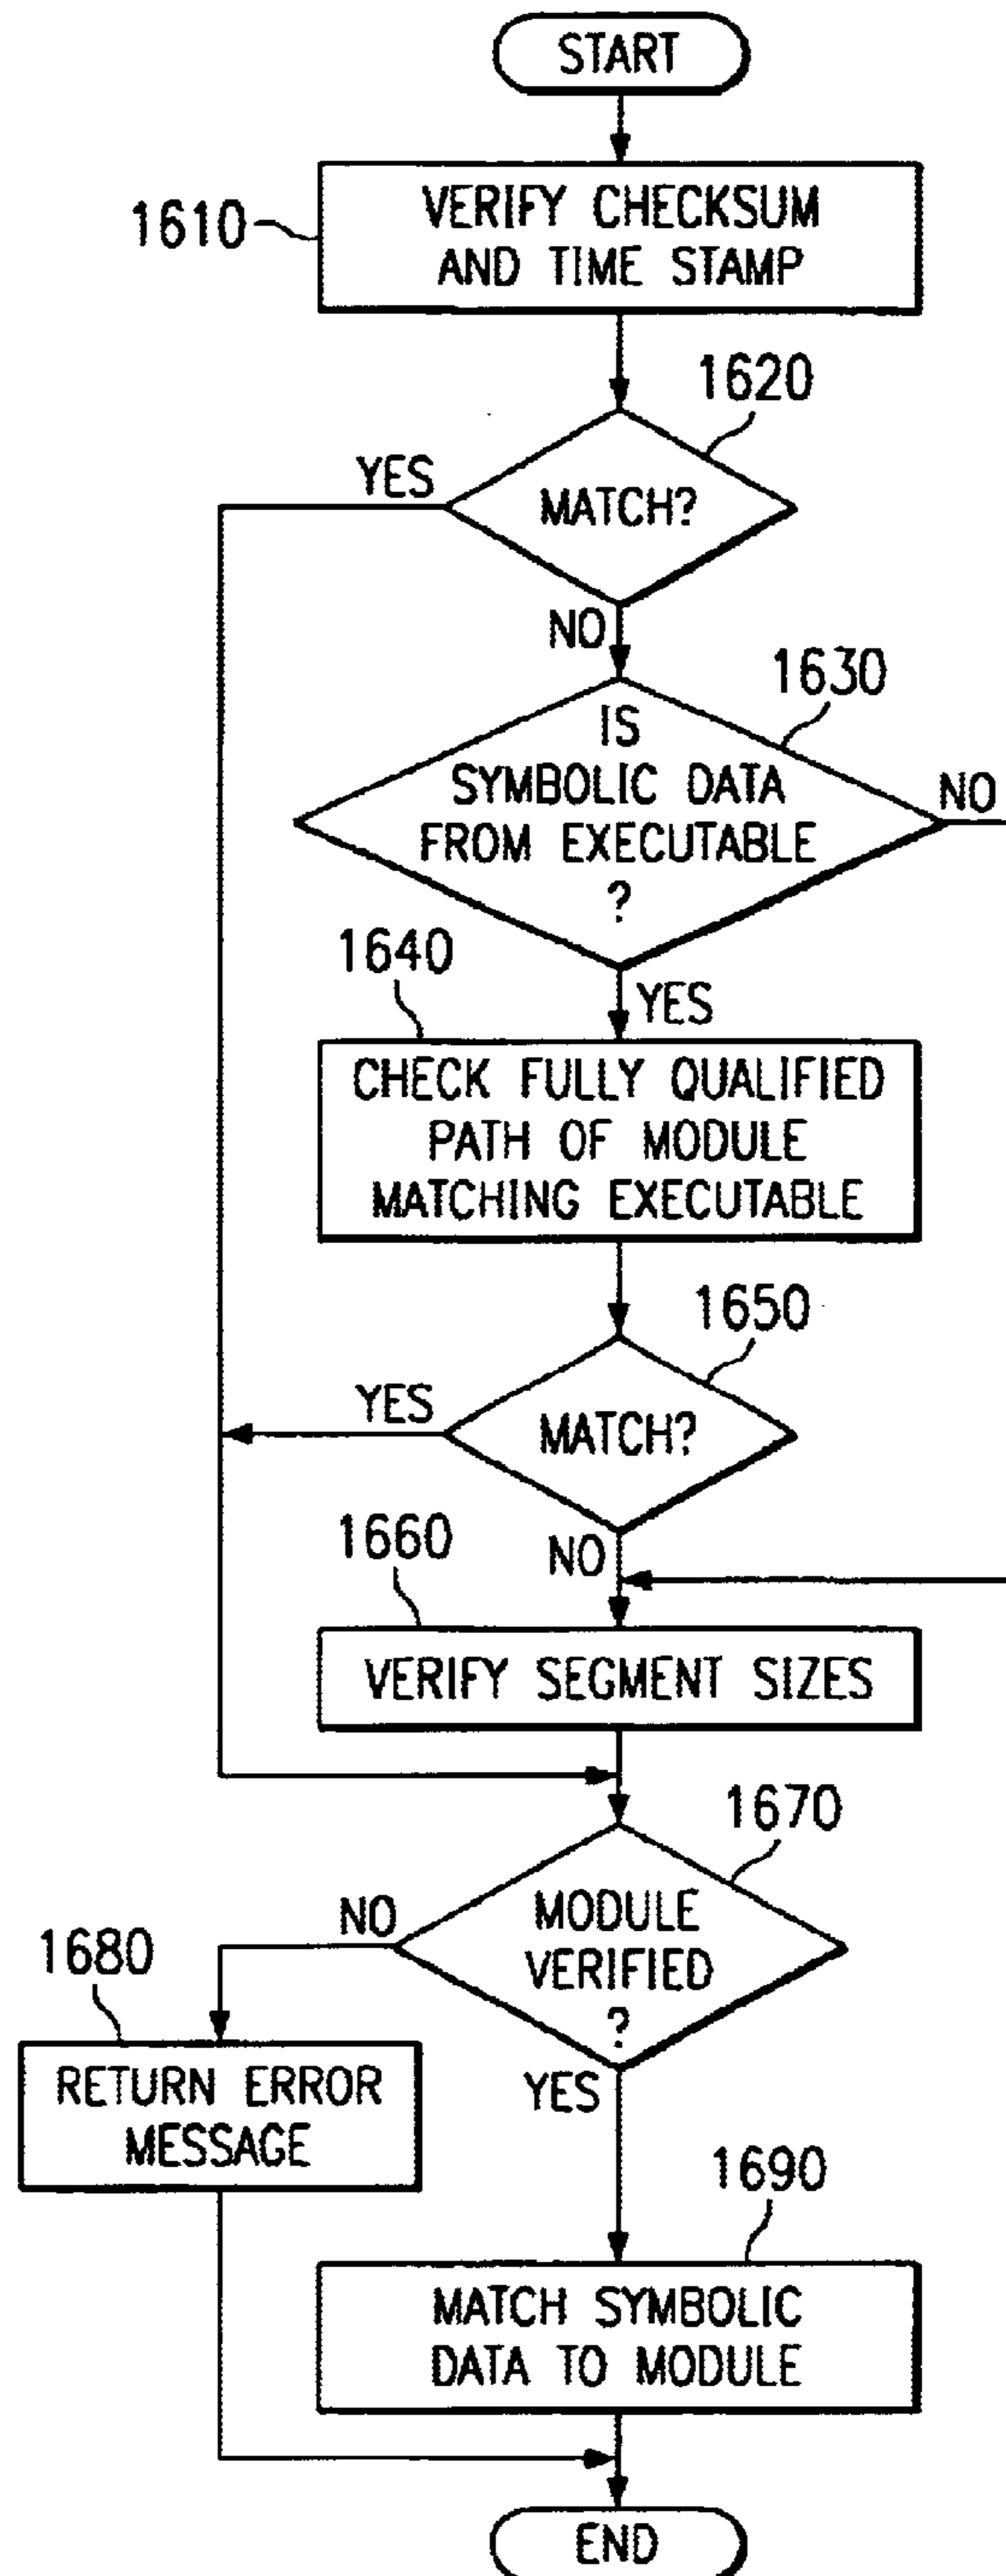 START
1610
VERIFY CHECKSUM
AND TIME STAMP
1620
YES
MATCH?
NO
1630
IS
SYMBOLIC DATA
FROM EXECUTABLE
?
NO
1640
YES
CHECK FULLY QUALIFIED
PATH OF MODULE
MATCHING EXECUTABLE
1650
YES
MATCH?
1660
NO
VERIFY SEGMENT SIZES
1670
NO
MODULE
VERIFIED
?
1680
YES
RETURN ERROR
MESSAGE
1690
MATCH SYMBOLIC
DATA TO MODULE
END